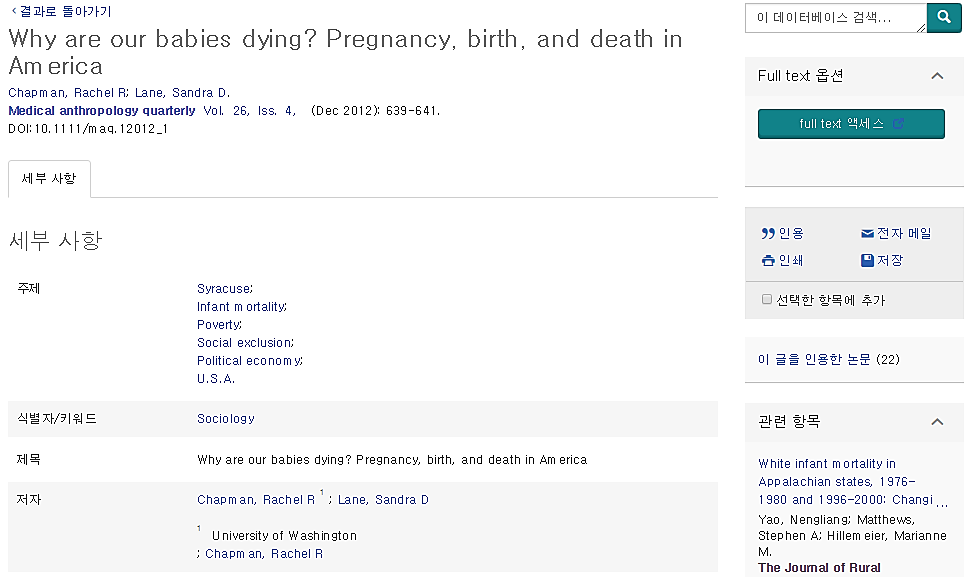 ‹결과로 돌아가기
Why are our babies dying? Pregnancy, birth, and death in
America
Chapman, Rachel R; Lane, Sandra D.
Medical anthropology quarterly Vol. 26, Iss. 4, (Dec 2012): 639-641.
DOI:10.1111/maq.12012_1
세부 사항
세부 사항
주제
Syracuse;
Infant mortality;
Poverty;
Social exclusion;
Political economy;
U.S.A.
식별자/키워드
Sociology
제목
Why are our babies dying? Pregnancy, birth, and death in America
저자
Chapman, Rachel R 1 ; Lane, Sandra D
1 University of Washington
; Chapman, Rachel R
이 데이터베이스 검색...
Full text 옵션
full text 액세스
인용
전자 메일
인쇄
저장
선택한 항목에 추가
이 글을 인용한 논문 (22)
관련 항목
White infant mortality in
Appalachian states, 1976-
1980 and 1996-2000: Changi...
Yao, Nengliang; Matthews,
Stephen A; Hillemeier, Marianne
M.
The Journal of Rural